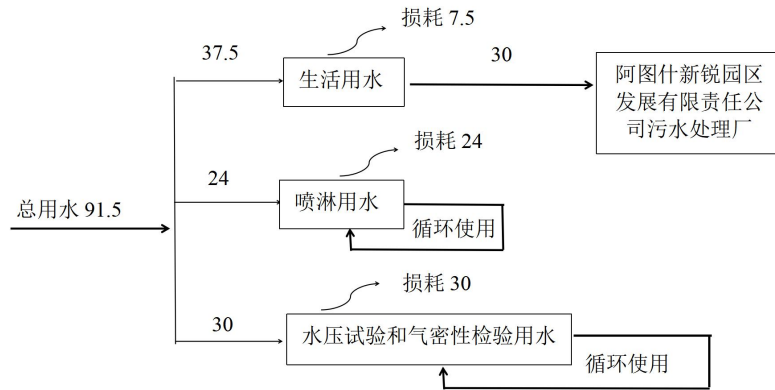 损耗 7.5
37.5
30
生活用水
阿图什新锐园区
发展有限责任公
司污水处理厂
损耗 24
24
喷淋用水
总用水 91.5
循环使用
损耗 30
30
水压试验和气密性检验用水
循环使用